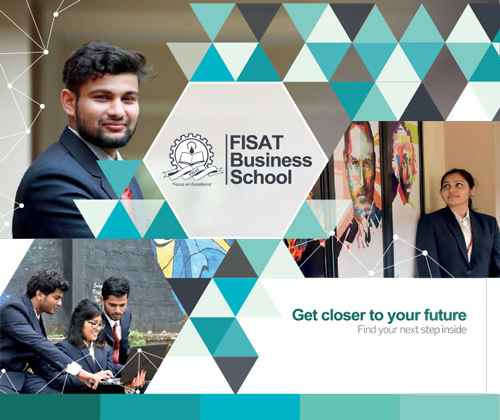 FISAT
Business
School
"Focus on Excellence"
Get closer to your future
Find your next step inside